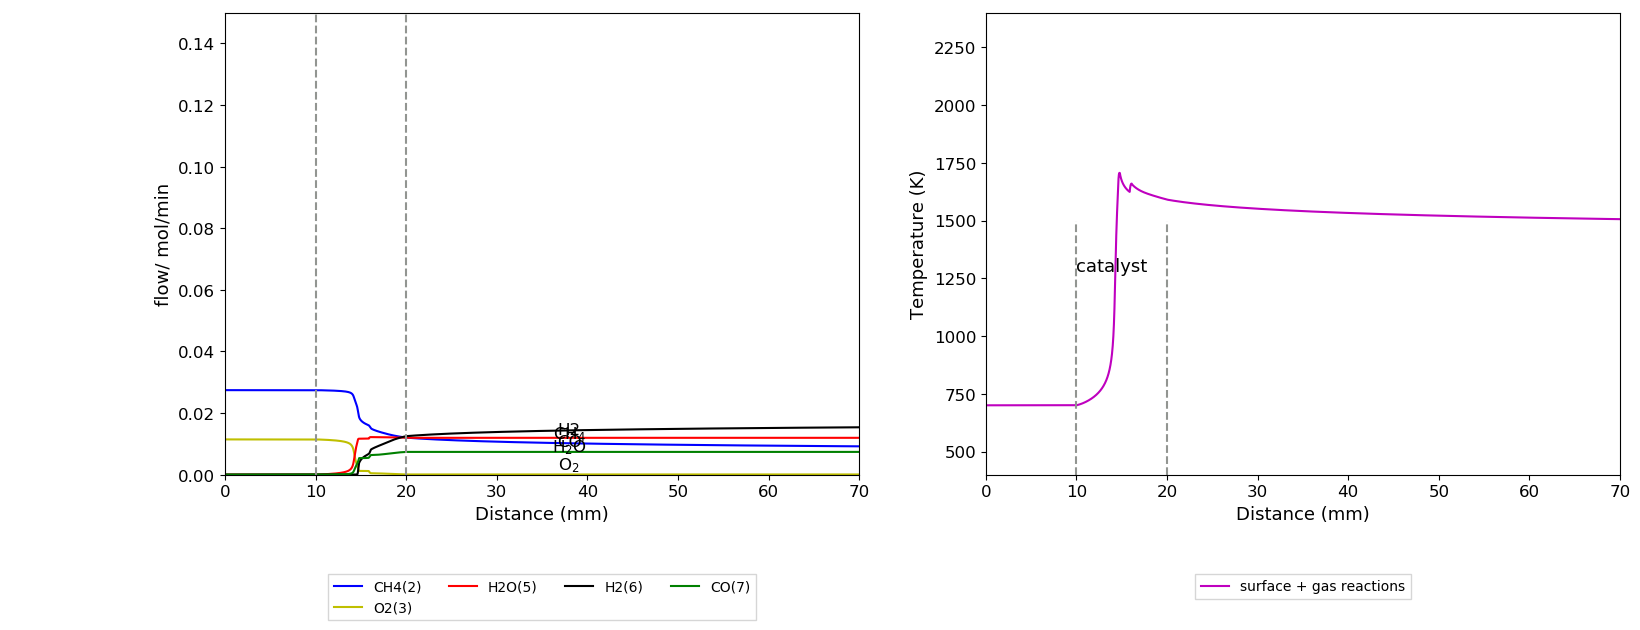 0.14
0.12
0.10
0.08
0.06
0.04
0.02
0.00
flow/ mol/min
H2
CH4
CO
H2O
O2
0 10 20 30 40 50 60 70
Distance (mm)
CH4(2) H2O(5) H2(6) CO(7)
O2(3)
2250
2000
1750
1500
1250
1000
750
500
Temperature (K)
catalyst
0 10 20 30 40 50 60 70
Distance (mm)
surface + gas reactions